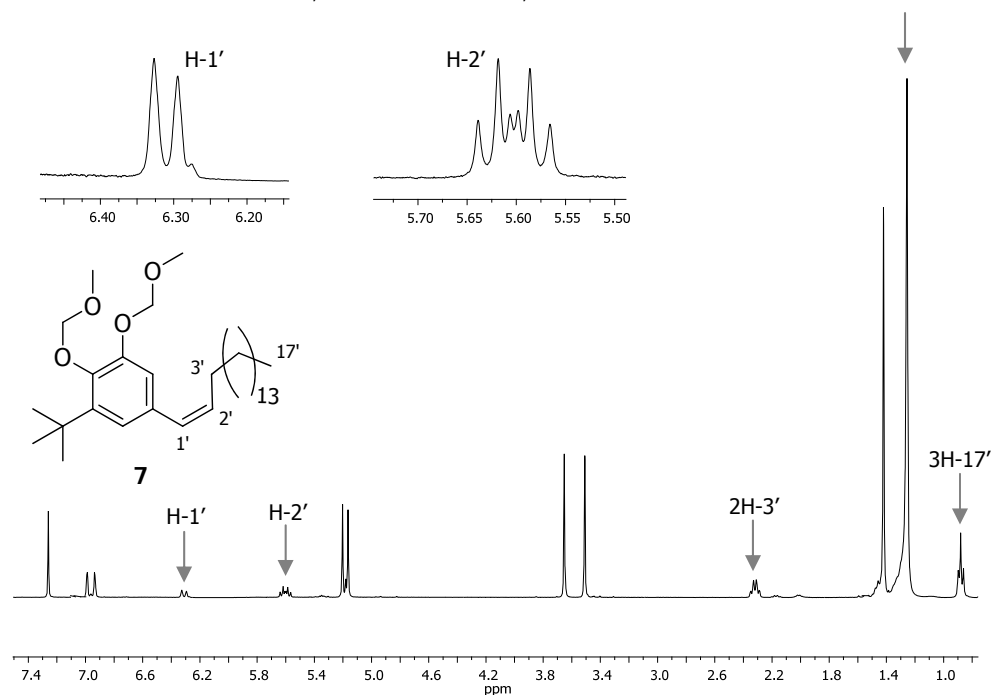 H-1′
H-2′
6.40 6.30 6.20
5.70 5.65 5.60 5.55 5.50
O
O
O
O
3'
17'
13
2'
1'
7
H-1′
H-2′
2H-3′
3H-17′
7.4 7.0 6.6 6.2 5.8 5.4 5.0 4.6 4.2 3.8 3.4 3.0 2.6 2.2 1.8 1.4 1.0
ppm